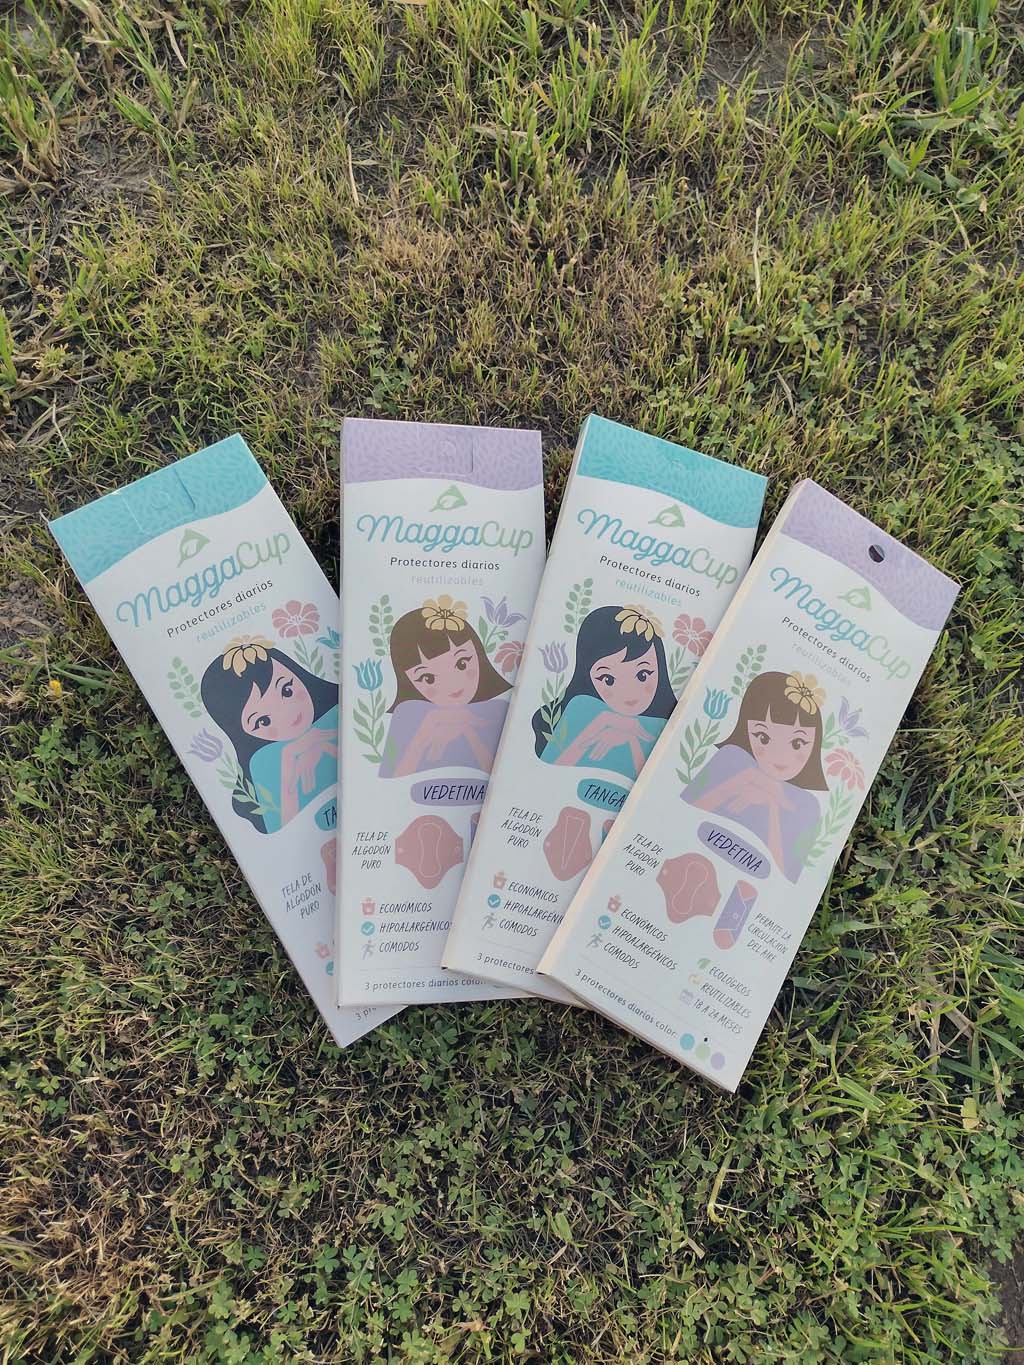 MaggaCup
Protectores diarios
reutilizables
TELA DE
ALGODÓN
PURO
MaggaCup
Protectores diarios
reutilizables
VEDETINA
TELA DE
ALGODÓN
PURO
ECONÓMICOS
HIPOALARGÉNICOS
CÓMODOS
3 protectores diarios
MaggaCup
Protectores diarios
reutilizables
TANGA
TELA DE
ALGODÓN
PURO
ECONÓMICOS
CÓMODOS
3 protectores
MaggaCup
Protectores diarios
reutilizables
VEDETINA
TELA DE
ALGODÓN
PURO
PERMITE LA
CIRCULACIÓN
DEL AIRE
ECONÓMICOS
HIPOALARGÉNICOS
CÓMODOS
ECOLÓGICOS
REUTILIZABLES
18 A 24 MESES
3 protectores diarios color: